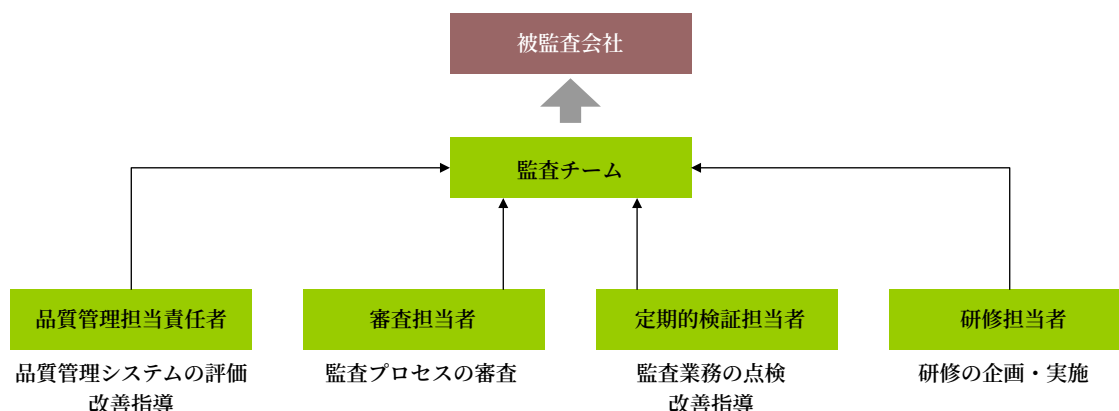 被監査会社
監査チーム
品質管理担当責任者
審査担当者
定期的検証担当者
研修担当者
品質管理システムの評価
改善指導
監査プロセスの審査
監査業務の点検
改善指導
研修の企画・実施